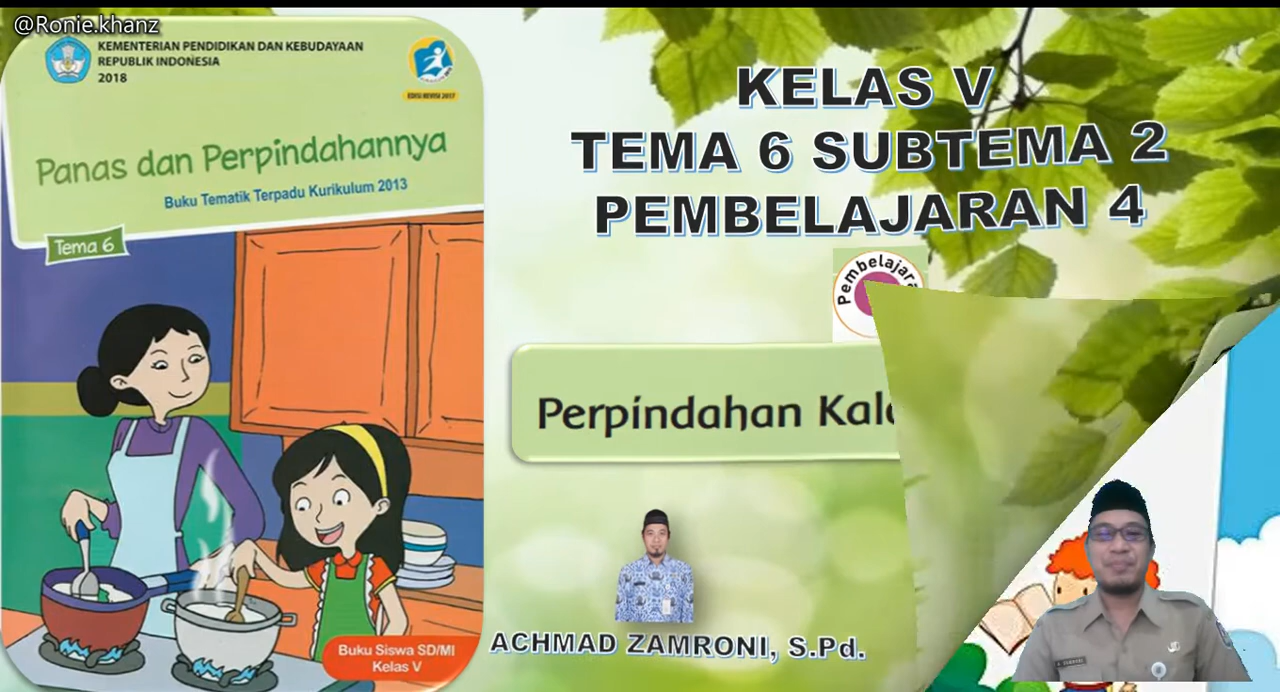 @Ronie.khanz
KEMENTERIAN PENDIDIKAN DAN KEBUDAYAAN
REPUBLIK INDONESIA
2018
EDISI REVISI 2017
Panas dan Perpindahannya
Buku Tematik Terpadu Kurikulum 2013
Tema 6
Buku Siswa SD/MI
Kelas V
KELAS V
TEMA 6 SUBTEMA 2
PEMBELAJARAN 4
Perpindahan
ACHMAD ZAMRONI, S.Pd.